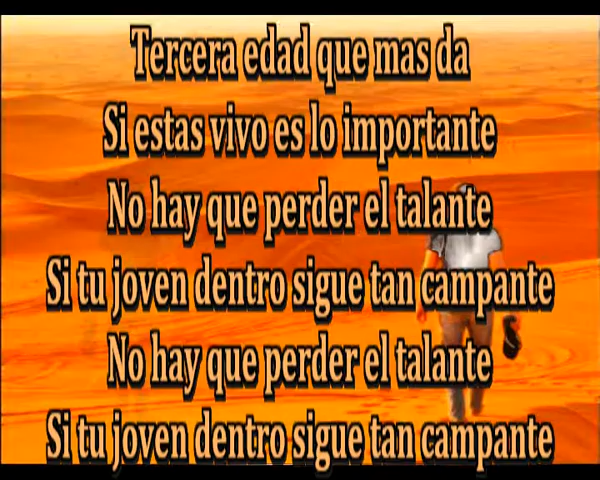 Tercera edad que mas da
Si estas vivo es lo importante
No hay que perder el talante
Si tu joven dentro sigue tan campante
No hay que perder el talante
Si tu joven dentro sigue tan campante